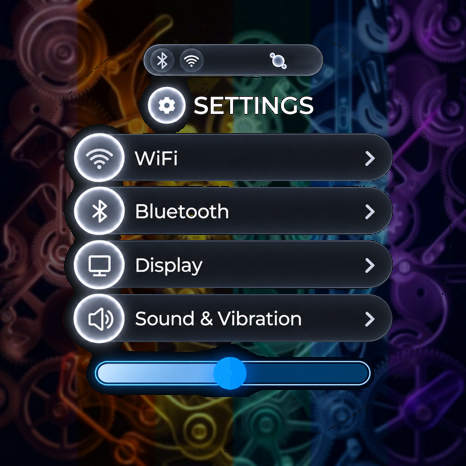 SETTINGS
WiFi
Bluetooth
Display
Sound & Vibration